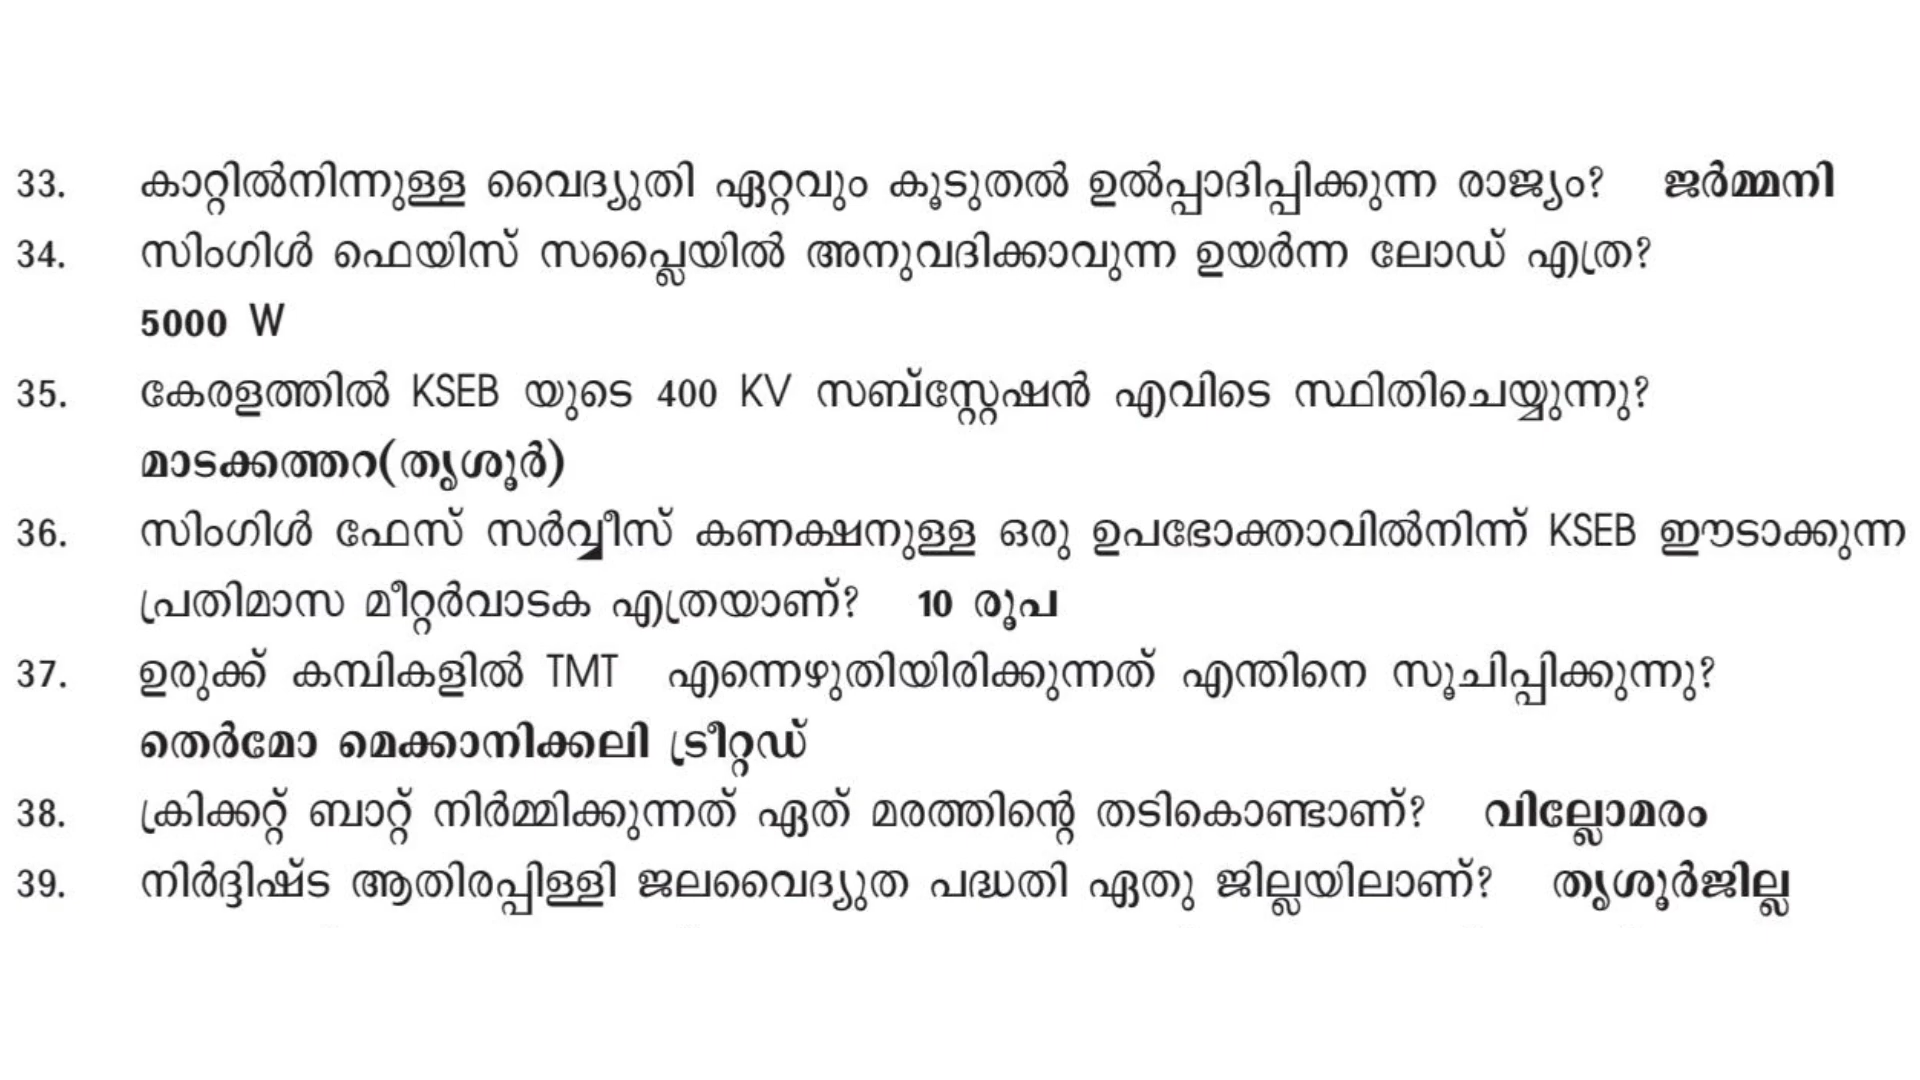 33. കാറ്റിൽനിന്നുള്ള വൈദ്യുതി ഏറ്റവും കൂടുതൽ ഉൽപ്പാദിപ്പിക്കുന്ന രാജ്യം? ജർമ്മനി
34. സിംഗിൾ ഫെയിസ് സപ്ലൈയിൽ അനുവദിക്കാവുന്ന ഉയർന്ന ലോഡ് എത്ര?
5000 W
35. കേരളത്തിൽ KSEB യുടെ 400 KV സബ്സ്റ്റേഷൻ എവിടെ സ്ഥിതിചെയ്യുന്നു?
മാടക്കത്തറ(തൃശൂർ)
36. സിംഗിൾ ഫേസ് സർവ്വീസ് കണക്ഷനുള്ള ഒരു ഉപഭോക്താവിൽനിന്ന് KSEB ഈടാക്കുന്ന
പ്രതിമാസ മീറ്റർവാടക എത്രയാണ്? 10 രൂപ
37. ഉരുക്ക് കമ്പികളിൽ TMT എന്നെഴുതിയിരിക്കുന്നത് എന്തിനെ സൂചിപ്പിക്കുന്നു?
തെർമോ മെക്കാനിക്കലി ട്രീറ്റഡ്
38. ക്രിക്കറ്റ് ബാറ്റ് നിർമ്മിക്കുന്നത് ഏത് മരത്തിന്റെ തടികൊണ്ടാണ്? വില്ലോമരം
39. നിർദ്ദിഷ്ട ആതിരപ്പിള്ളി ജലവൈദ്യുത പദ്ധതി ഏതു ജില്ലയിലാണ്? തൃശൂർജില്ല